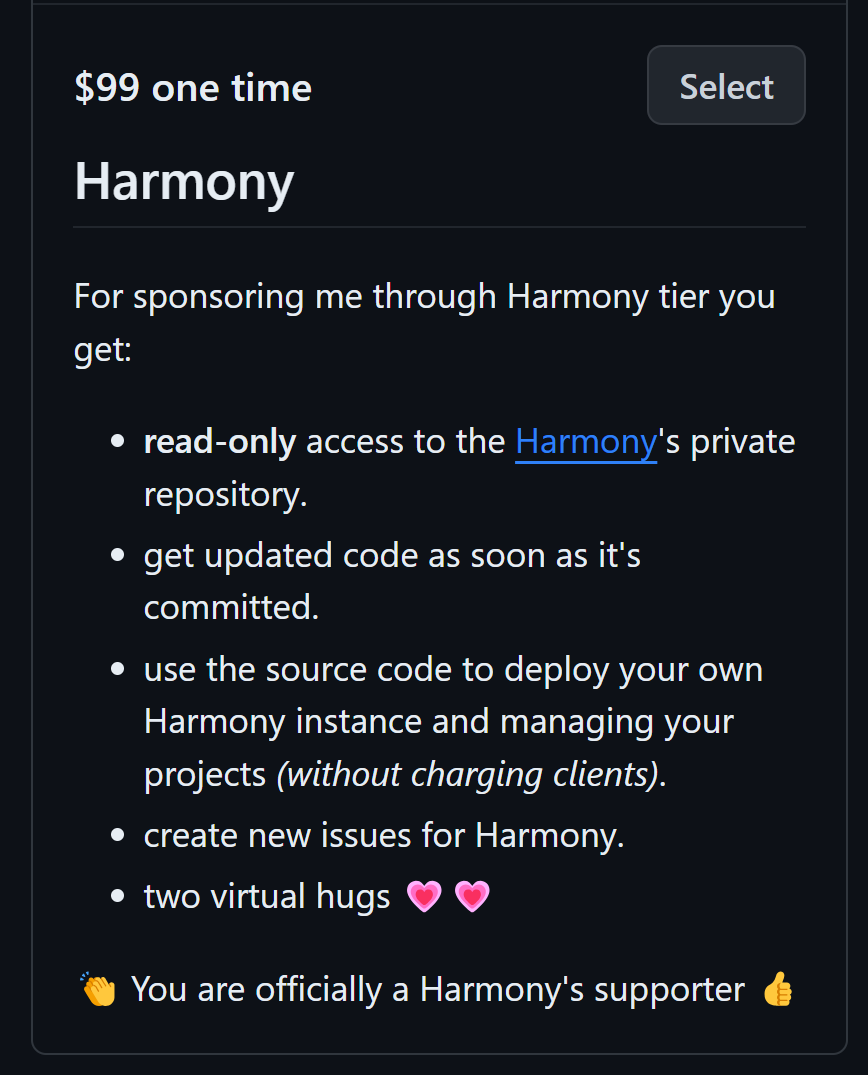 $99 one time
Select
Harmony
For sponsoring me through Harmony tier you
get:
• read-only access to the Harmony's private
repository.
• get updated code as soon as it's
committed.
• use the source code to deploy your own
Harmony instance and managing your
projects (without charging clients).
• create new issues for Harmony.
• two virtual hugs 💗 💗
👏 You are officially a Harmony's supporter 👍